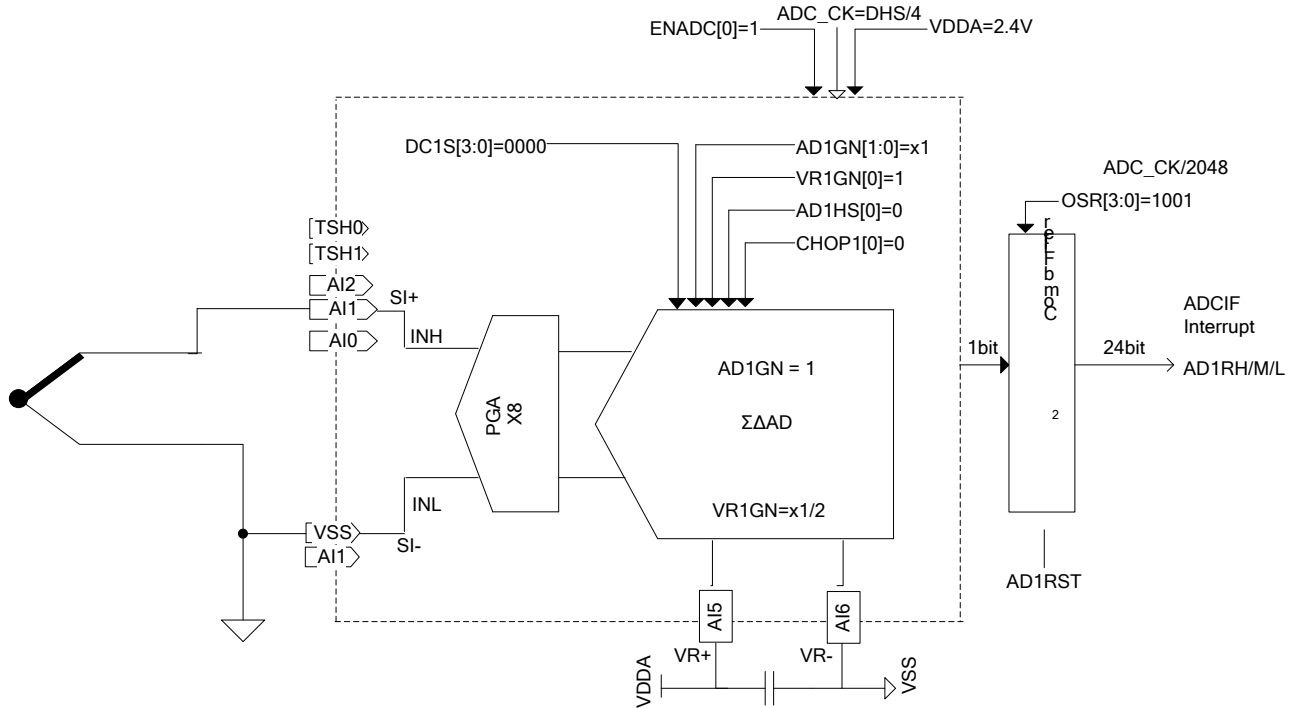 ADC_CK=DHS/4
ENADC[0]=1
VDDA=2.4V
DC1S[3:0]=0000
AD1GN[1:0]=x1
VR1GN[0]=1
AD1HS[0]=0
CHOP1[0]=0
ADC_CK/2048
OSR[3:0]=1001
TSH0
TSH1
AI2
AI1
AI0
SI+
INH
PGA
X8
AD1GN = 1
ΣΔAD
VR1GN=x1/2
1bit
Comb Filter
2
24bit
ADCIF
Interrupt
AD1RH/M/L
INL
SI-
VSS
AI1
AD1RST
AI5
AI6
VR+
VR-
VDDA
VSS